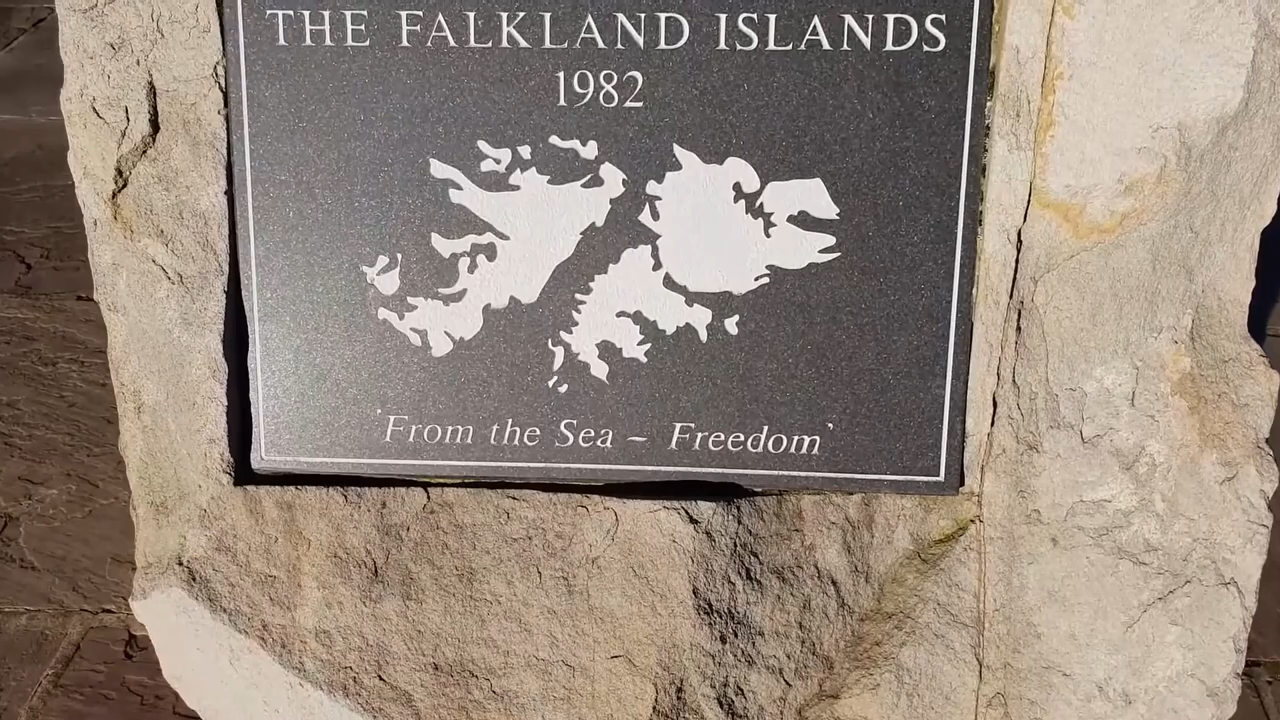 THE FALKLAND ISLANDS
1982
'From the Sea – Freedom'